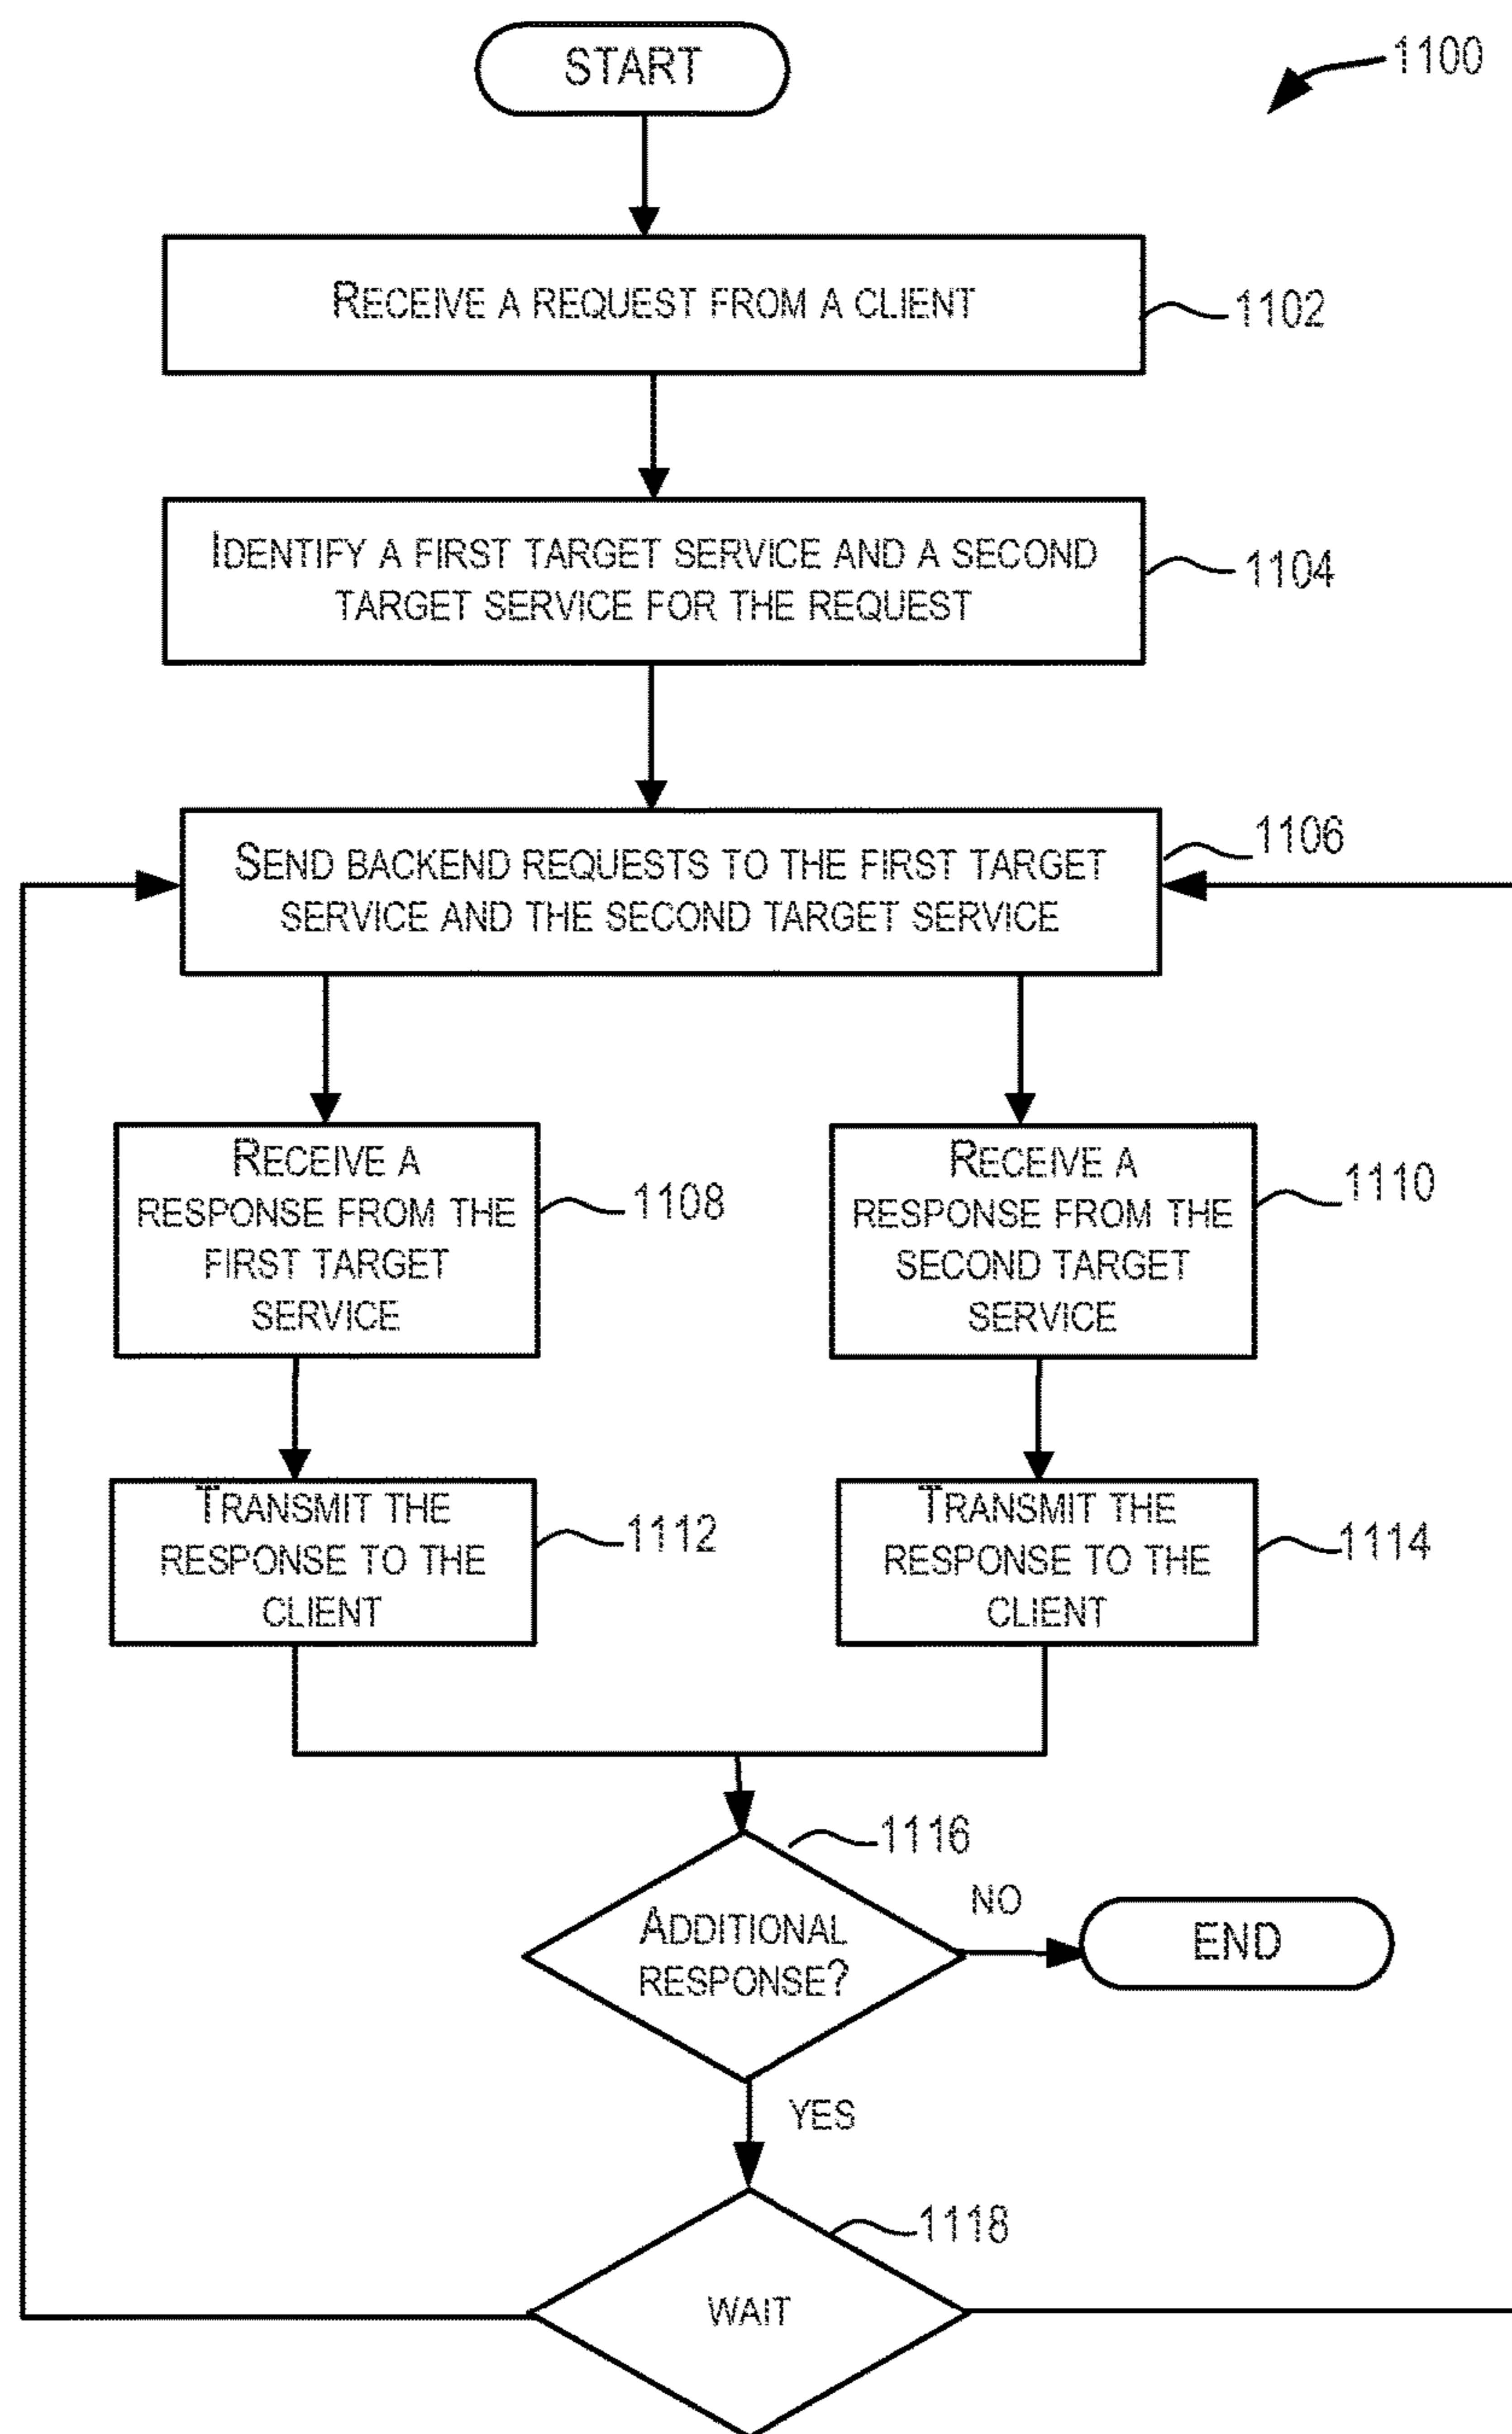 START
1100
RECEIVE A REQUEST FROM A CLIENT
1102
IDENTIFY A FIRST TARGET SERVICE AND A SECOND
TARGET SERVICE FOR THE REQUEST
1104
SEND BACKEND REQUESTS TO THE FIRST TARGET
SERVICE AND THE SECOND TARGET SERVICE
1106
RECEIVE A
RESPONSE FROM THE
FIRST TARGET
SERVICE
1108
RECEIVE A
RESPONSE FROM THE
SECOND TARGET
SERVICE
1110
TRANSMIT THE
RESPONSE TO THE
CLIENT
1112
TRANSMIT THE
RESPONSE TO THE
CLIENT
1114
1116
ADDITIONAL
RESPONSE?
NO
END
YES
1118
WAIT